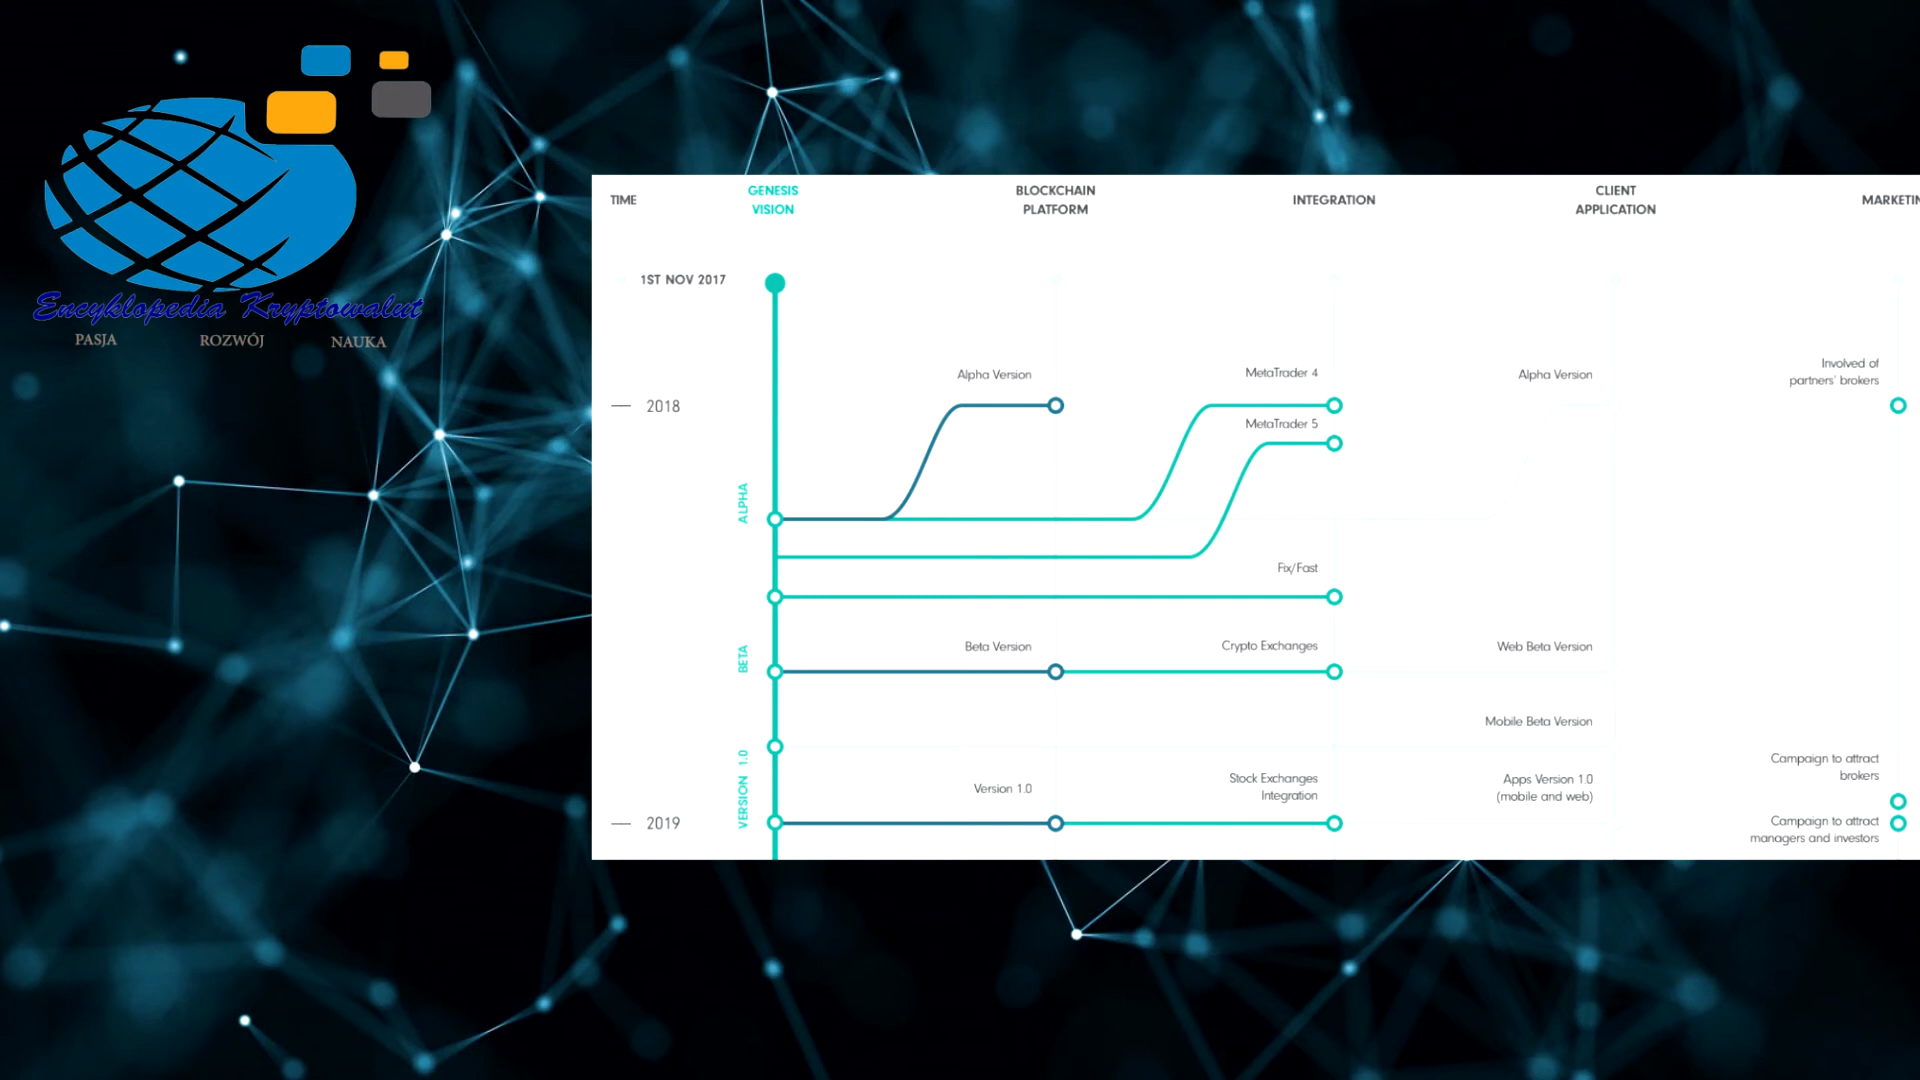 Encyklopedia Kryptowalut
PASJA ROZWÓJ NAUKA
TIME
GENESIS
VISION
BLOCKCHAIN
PLATFORM
INTEGRATION
CLIENT
APPLICATION
MARKETIN
1ST NOV 2017
Alpha Version
MetaTrader 4
Alpha Version
Involved of
partners' brokers
2018
MetaTrader 5
ALPHA
Fix/Fast
BETA
Beta Version
Crypto Exchanges
Web Beta Version
Mobile Beta Version
VERSION 1.0
Version 1.0
Stock Exchanges
Integration
Apps Version 1.0
(mobile and web)
Campaign to attract
brokers
2019
Campaign to attract
managers and investors